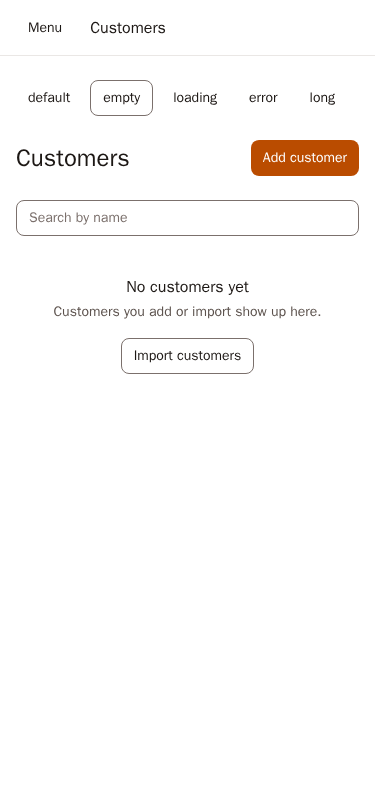 Menu Customers
default empty loading error long
Customers Add customer
Search by name
No customers yet
Customers you add or import show up here.
Import customers